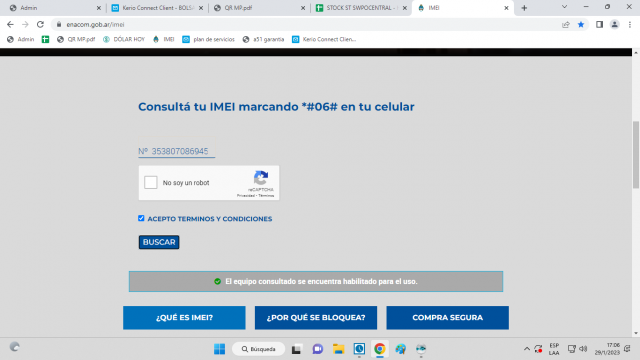 Admin
Kerio Connect Client - BOLS
QR MP.pdf
STOCK ST SWPOCENTRAL -
IMEI
enacom.gob.ar/imei
Admin
QR MP.pdf
DÓLAR HOY
IMEI
plan de servicios
a51 garantia
Kerio Connect Clien...
Consultá tu IMEI marcando *#06# en tu celular
Nº 353807086945
No soy un robot
reCAPTCHA
Privacidad - Términos
ACEPTO TERMINOS Y CONDICIONES
BUSCAR
El equipo consultado se encuentra habilitado para el uso.
¿QUÉ ES IMEI?
¿POR QUÉ SE BLOQUEA?
COMPRA SEGURA
Búsqueda
ESP
LAA
17:06
29/1/2023